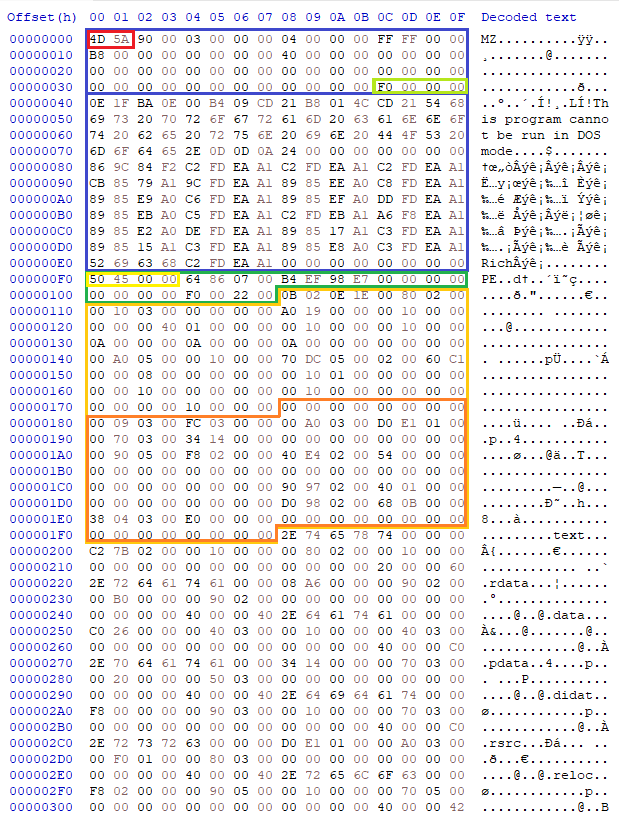 Offset(h) 00 01 02 03 04 05 06 07 08 09 0A 0B 0C 0D 0E 0F Decoded text
00000000 4D 5A 90 00 03 00 00 00 04 00 00 00 FF FF 00 00 MZ..........ÿÿ..
00000010 B8 00 00 00 00 00 00 00 40 00 00 00 00 00 00 00 ¸.......@.......
00000020 00 00 00 00 00 00 00 00 00 00 00 00 00 00 00 00 ................
00000030 00 00 00 00 00 00 00 00 00 00 00 00 F0 00 00 00 ............ð...
00000040 0E 1F BA 0E 00 B4 09 CD 21 B8 01 4C CD 21 54 68 ..º..´.Í!¸.LÍ!Th
00000050 69 73 20 70 72 6F 67 72 61 6D 20 63 61 6E 6E 6F is program canno
00000060 74 20 62 65 20 72 75 6E 20 69 6E 20 44 4F 53 20 t be run in DOS
00000070 6D 6F 64 65 2E 0D 0D 0A 24 00 00 00 00 00 00 00 mode....$.......
00000080 86 9C 84 F2 C2 FD EA A1 C2 FD EA A1 C2 FD EA A1 †œ„òÂýê¡Âýê¡Âýê¡
00000090 CB 85 79 A1 9C FD EA A1 89 85 EE A0 C8 FD EA A1 Ë…y¡œýê¡‰…î Èýê¡
000000A0 89 85 E9 A0 C6 FD EA A1 89 85 EF A0 DD FD EA A1 ‰…é Æýê¡‰…ï Ýýê¡
000000B0 89 85 EB A0 C5 FD EA A1 C2 FD EB A1 A6 F8 EA A1 ‰…ë Åýê¡Âýë¡¦øê¡
000000C0 89 85 E2 A0 DE FD EA A1 89 85 17 A1 C3 FD EA A1 ‰…â Þýê¡‰….¡Ãýê¡
000000D0 89 85 15 A1 C3 FD EA A1 89 85 E8 A0 C3 FD EA A1 ‰….¡Ãýê¡‰…è Ãýê¡
000000E0 52 69 63 68 C2 FD EA A1 00 00 00 00 00 00 00 00 RichÂýê¡........
000000F0 50 45 00 00 64 86 07 00 B4 EF 98 E7 00 00 00 00 PE..d†..´ï˜ç....
00000100 00 00 00 00 F0 00 22 00 0B 02 0E 1E 00 80 02 00 ....ð."......€..
00000110 00 10 03 00 00 00 00 00 A0 19 00 00 00 10 00 00 ........ .......
00000120 00 00 00 40 01 00 00 00 00 10 00 00 00 10 00 00 ...@............
00000130 0A 00 00 00 0A 00 00 00 0A 00 00 00 00 00 00 00 ................
00000140 00 A0 05 00 00 10 00 00 70 DC 05 00 02 00 60 C1 . ......pÜ....`Á
00000150 00 00 08 00 00 00 00 00 00 10 01 00 00 00 00 00 ................
00000160 00 00 10 00 00 00 00 00 00 10 00 00 00 00 00 00 ................
00000170 00 00 00 00 10 00 00 00 00 00 00 00 00 00 00 00 ................
00000180 00 09 03 00 FC 03 00 00 00 A0 03 00 D0 E1 01 00 ....ü.... ..Ðá..
00000190 00 70 03 00 34 14 00 00 00 00 00 00 00 00 00 00 .p..4...........
000001A0 00 90 05 00 F8 02 00 00 40 E4 02 00 54 00 00 00 ....ø...@ä..T...
000001B0 00 00 00 00 00 00 00 00 00 00 00 00 00 00 00 00 ................
000001C0 00 00 00 00 00 00 00 00 90 97 02 00 40 01 00 00 .........—..@...
000001D0 00 00 00 00 00 00 00 00 D0 98 02 00 68 0B 00 00 ........Ð˜..h...
000001E0 38 04 03 00 E0 00 00 00 00 00 00 00 00 00 00 00 8...à...........
000001F0 00 00 00 00 00 00 00 00 2E 74 65 78 74 00 00 00 .........text...
00000200 C2 7B 02 00 00 10 00 00 00 80 02 00 00 10 00 00 Â{.......€......
00000210 00 00 00 00 00 00 00 00 00 00 00 00 20 00 00 60 ............ ..`
00000220 2E 72 64 61 74 61 00 00 08 A6 00 00 00 90 02 00 .rdata...¦......
00000230 00 B0 00 00 00 90 02 00 00 00 00 00 00 00 00 00 .°..............
00000240 00 00 00 00 40 00 00 40 2E 64 61 74 61 00 00 00 ....@..@.data...
00000250 C0 26 00 00 00 40 03 00 00 10 00 00 00 40 03 00 À&...@.......@..
00000260 00 00 00 00 00 00 00 00 00 00 00 00 40 00 00 C0 ............@..À
00000270 2E 70 64 61 74 61 00 00 34 14 00 00 00 70 03 00 .pdata..4....p..
00000280 00 20 00 00 00 50 03 00 00 00 00 00 00 00 00 00 . ...P..........
00000290 00 00 00 00 40 00 00 40 2E 64 69 64 61 74 00 00 ....@..@.didat..
000002A0 F8 00 00 00 00 90 03 00 00 10 00 00 00 70 03 00 ø............p..
000002B0 00 00 00 00 00 00 00 00 00 00 00 00 40 00 00 C0 ............@..À
000002C0 2E 72 73 72 63 00 00 00 D0 E1 01 00 00 A0 03 00 .rsrc...Ðá... ..
000002D0 00 F0 01 00 00 80 03 00 00 00 00 00 00 00 00 00 .ð...€..........
000002E0 00 00 00 00 40 00 00 40 2E 72 65 6C 6F 63 00 00 ....@..@.reloc..
000002F0 F8 02 00 00 00 90 05 00 00 10 00 00 00 70 05 00 ø............p..
00000300 00 00 00 00 00 00 00 00 00 00 00 00 40 00 00 42 ............@..B